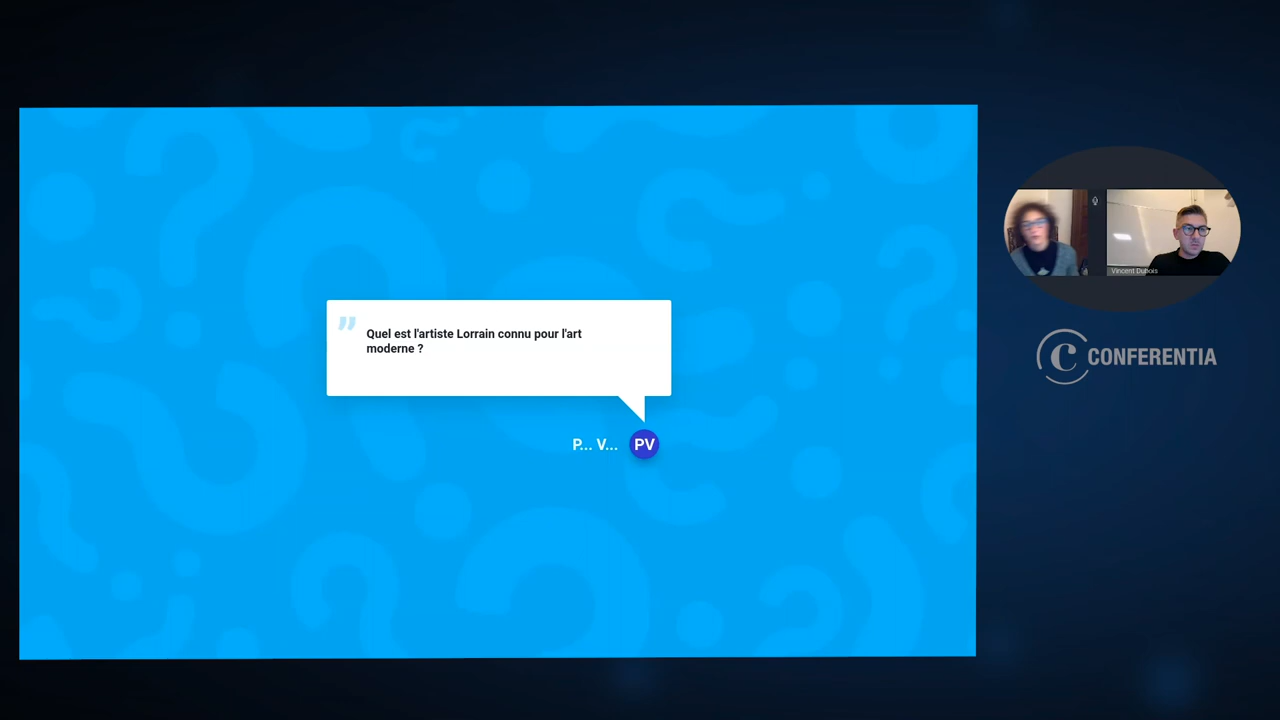 ”
Quel est l'artiste Lorrain connu pour l'art
moderne ?
P... V...
PV
Vincent Dubois
C CONFERENTIA